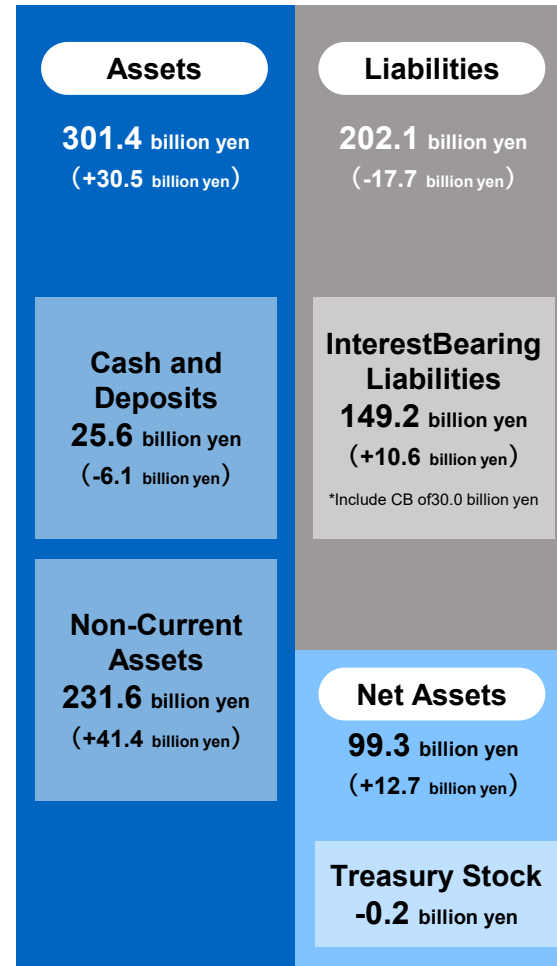 Assets
301.4 billion yen
(+30.5 billion yen)
Cash and
Deposits
25.6 billion yen
(-6.1 billion yen)
Non-Current
Assets
231.6 billion yen
(+41.4 billion yen)
Liabilities
202.1 billion yen
(-17.7 billion yen)
InterestBearing
Liabilities
149.2 billion yen
(+10.6 billion yen)
*Include CB of30.0 billion yen
Net Assets
99.3 billion yen
(+12.7 billion yen)
Treasury Stock
-0.2 billion yen